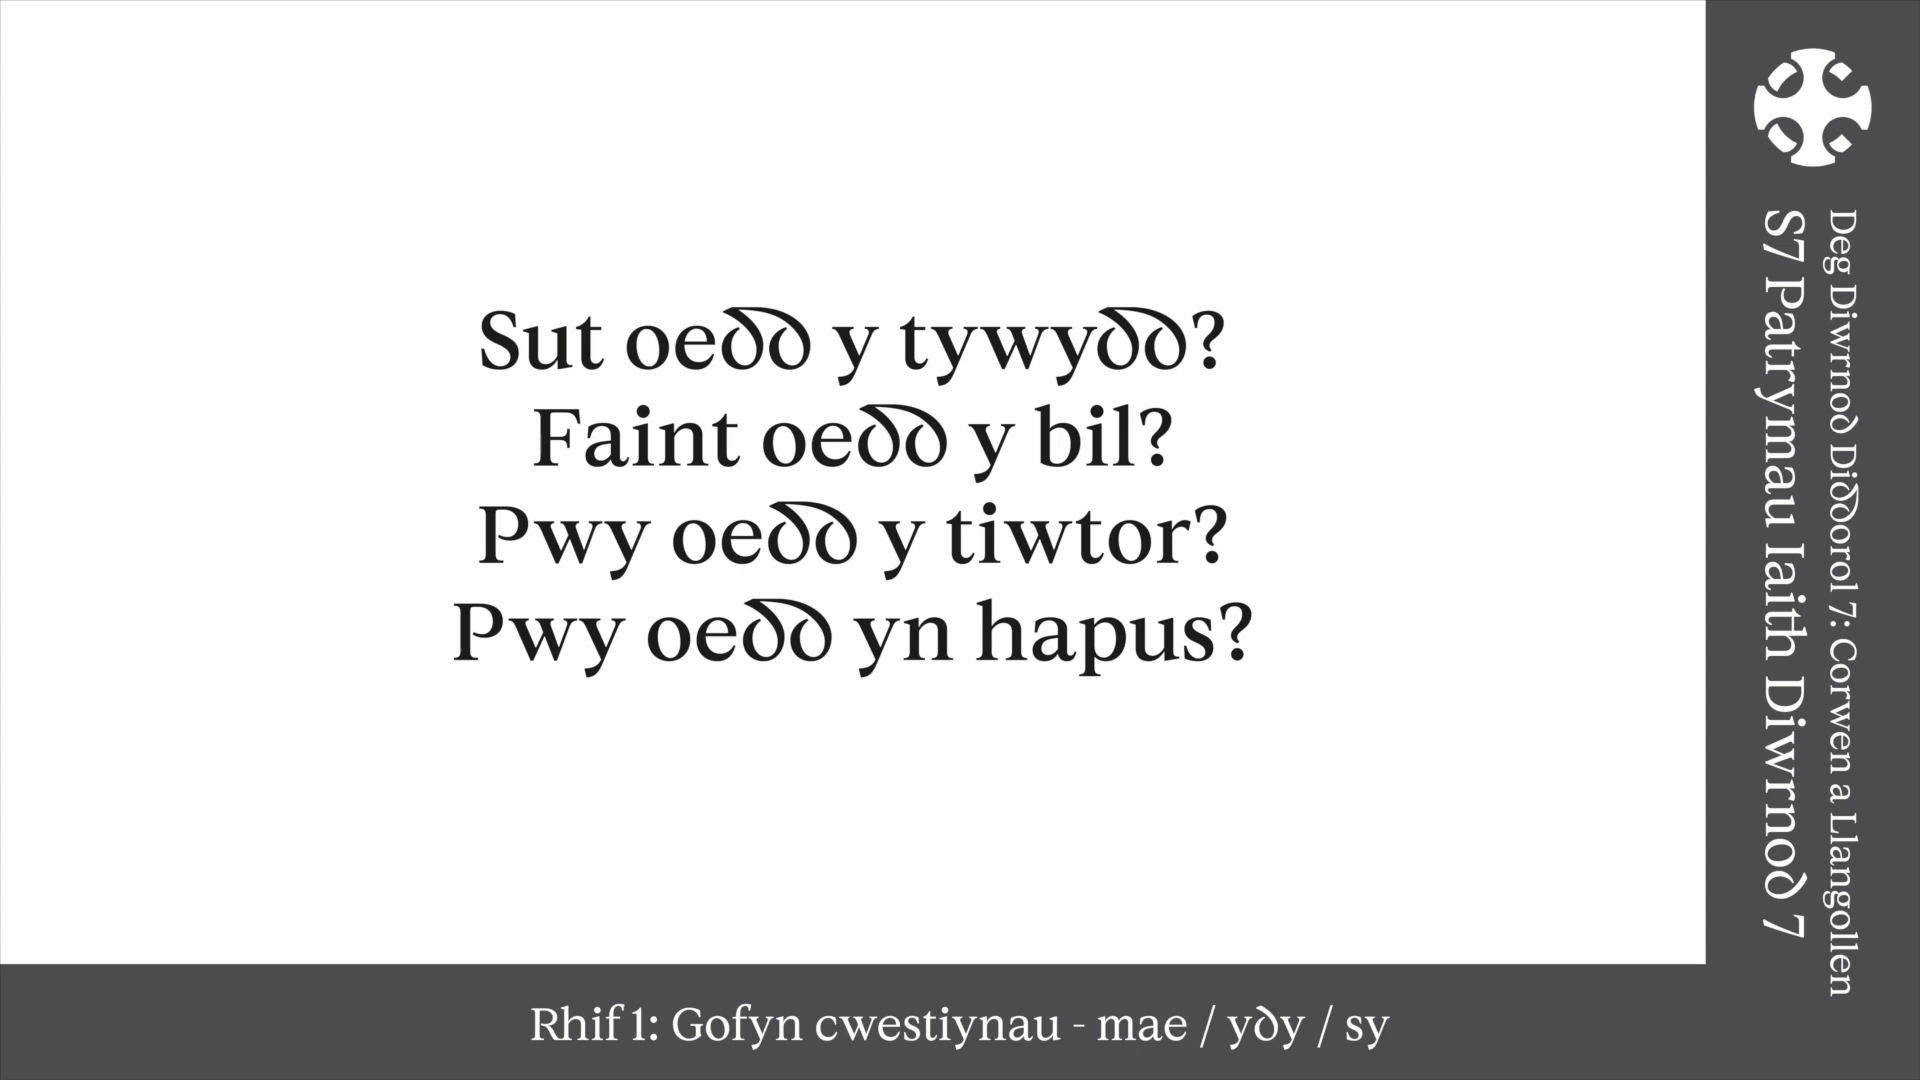 Sut oedd y tywydd?
Faint oedd y bil?
Pwy oedd y tiwtor?
Pwy oedd yn hapus?
Deg Diwrnod Diddorol 7: Corwen a Llangollen
S7 Patrymau Iaith Diwrnod 7
Rhif 1: Gofyn cwestiynau - mae / ydy / sy